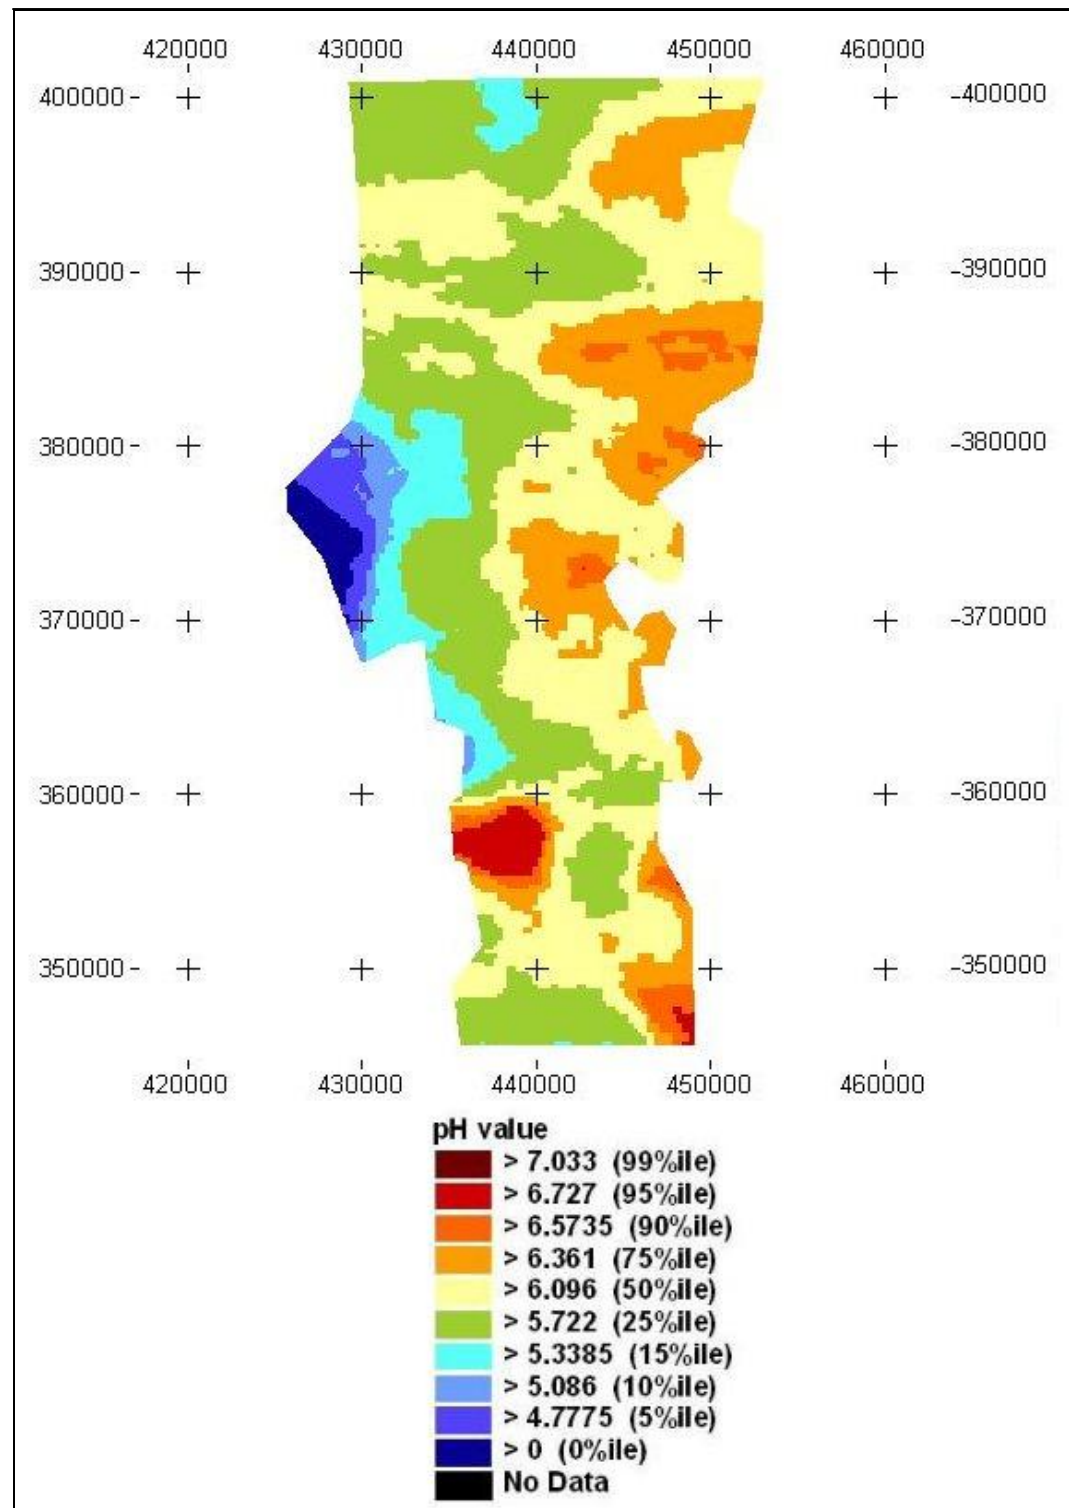 420000 430000 440000 450000 460000
400000 - -400000
390000 - -390000
380000 - -380000
370000 - -370000
360000 - -360000
350000 - -350000
420000 430000 440000 450000 460000
pH value
> 7.033 (99%ile)
> 6.727 (95%ile)
> 6.5735 (90%ile)
> 6.361 (75%ile)
> 6.096 (50%ile)
> 5.722 (25%ile)
> 5.3385 (15%ile)
> 5.086 (10%ile)
> 4.7775 (5%ile)
> 0 (0%ile)
No Data